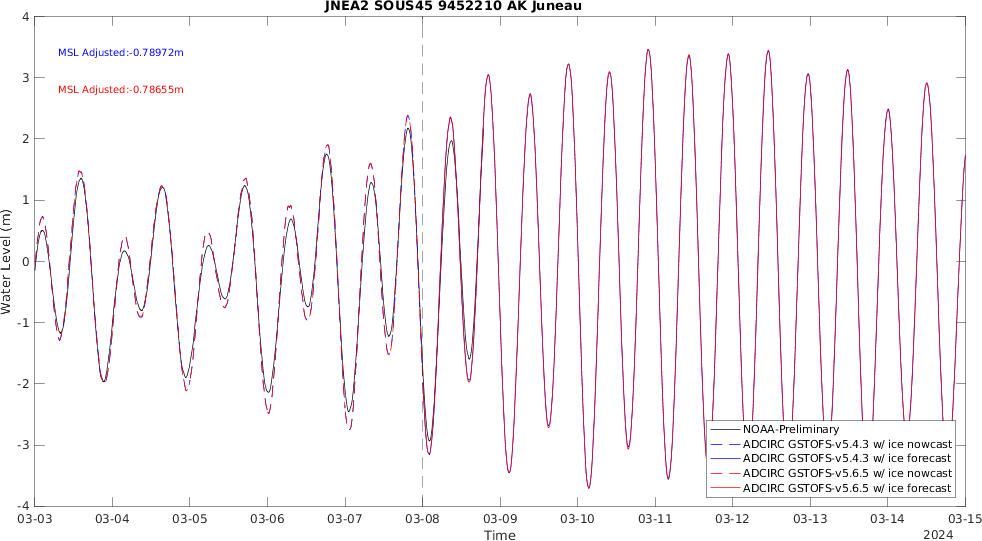 JNEA2 SOUS45 9452210 AK Juneau
MSL Adjusted:-0.78972m
MSL Adjusted:-0.78655m
Water Level (m)
4
3
2
1
0
-1
-2
-3
-4
NOAA-Preliminary
ADCIRC GSTOFS-v5.4.3 w/ ice nowcast
ADCIRC GSTOFS-v5.4.3 w/ ice forecast
ADCIRC GSTOFS-v5.6.5 w/ ice nowcast
ADCIRC GSTOFS-v5.6.5 w/ ice forecast
03-03 03-04 03-05 03-06 03-07 03-08 03-09 03-10 03-11 03-12 03-13 03-14 03-15
Time
2024